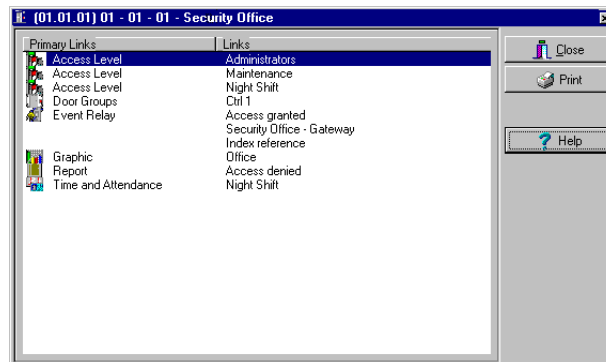 (01.01.01) 01 - 01 - 01 - Security Office
Primary Links Links
Access Level Administrators
Access Level Maintenance
Access Level Night Shift
Door Groups Ctrl 1
Event Relay Access granted
Security Office - Gateway
Index reference
Graphic Office
Report Access denied
Time and Attendance Night Shift
Close
Print
? Help